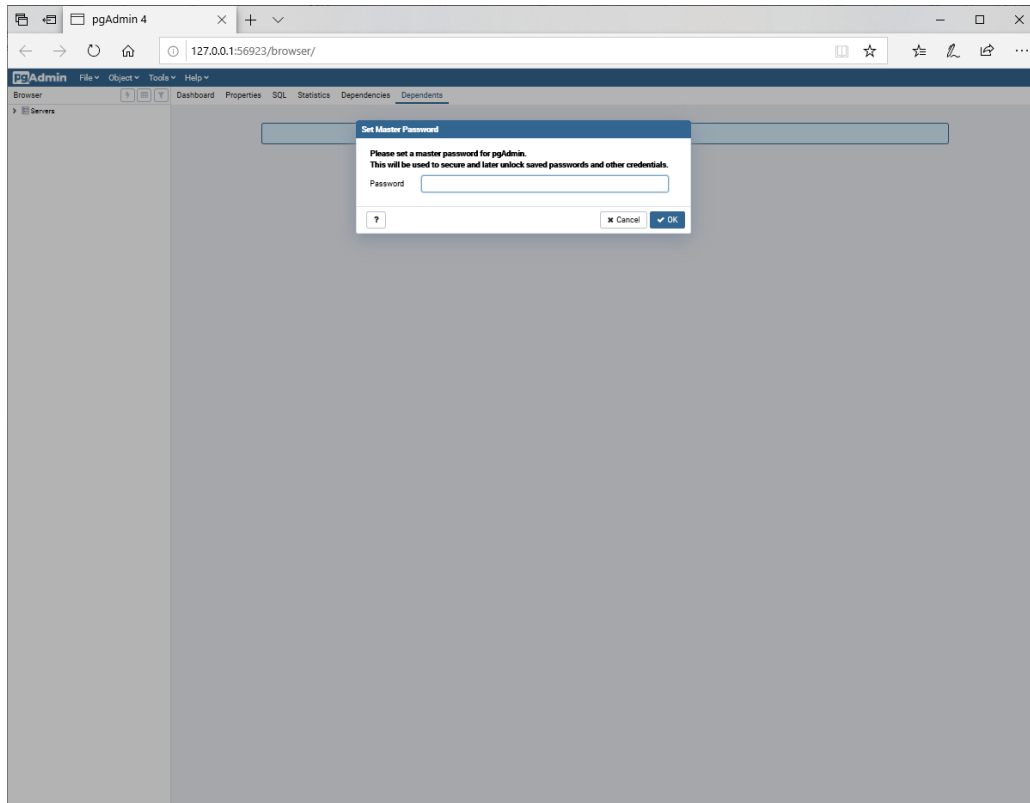 pgAdmin 4
127.0.0.1:56923/browser/
pgAdmin File Object Tools Help
Browser Dashboard Properties SQL Statistics Dependencies Dependents
Servers
Set Master Password
Please set a master password for pgAdmin.
This will be used to secure and later unlock saved passwords and other credentials.
Password
? Cancel OK